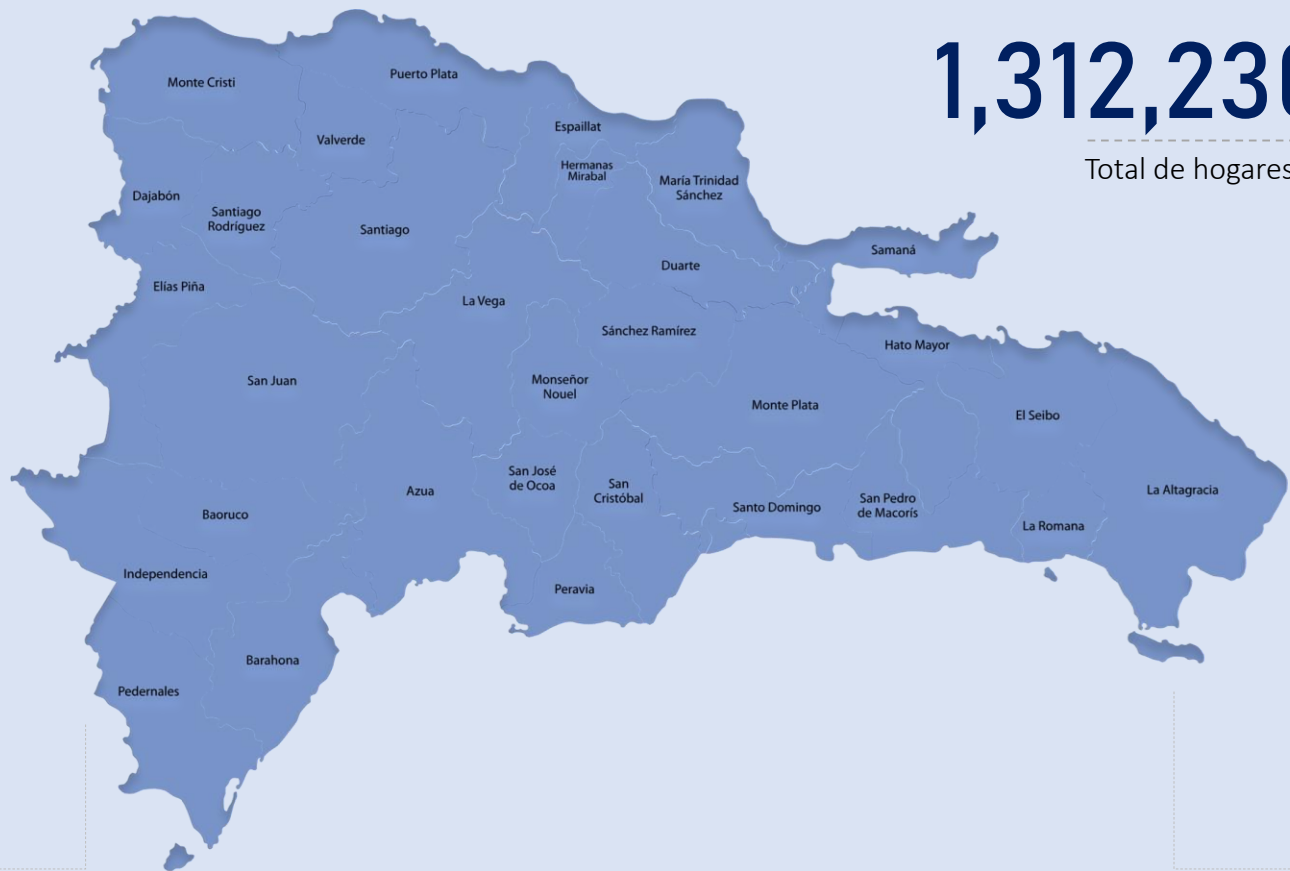 1,312,23
Total de hogares
Monte Cristi
Puerto Plata
Valverde
Espaillat
Hermanas
Mirabal
María Trinidad
Sánchez
Dajabón
Santiago
Rodríguez
Santiago
Samaná
Duarte
Elías Piña
La Vega
Sánchez Ramírez
Hato Mayor
San Juan
Monseñor
Nouel
Monte Plata
El Seibo
San José
de Ocoa
San
Cristóbal
Azua
La Altagracia
Santo Domingo
San Pedro
de Macorís
Baoruco
La Romana
Independencia
Peravia
Barahona
Pedernales